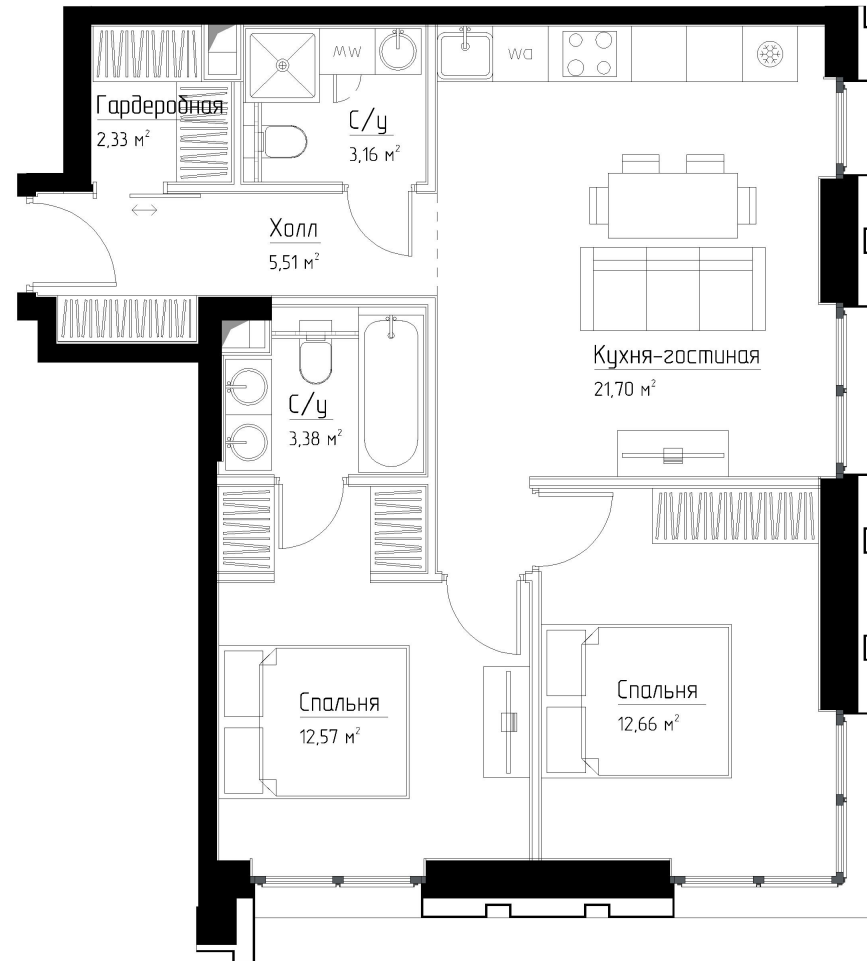 MW
DW
Гардеробная
2,33 м²
С/у
3,16 м²
Холл
5,51 м²
Кухня-гостиная
21,70 м²
С/у
3,38 м²
Спальня
12,57 м²
Спальня
12,66 м²